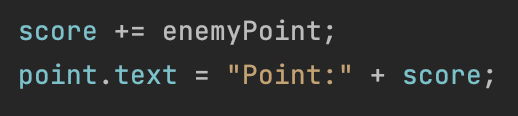 score += enemyPoint;
point.text = "Point:" + score;